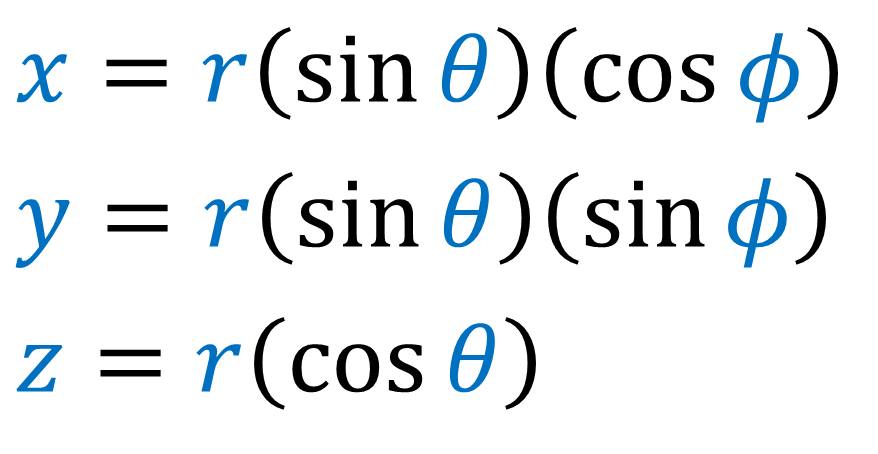 x = r(sin θ)(cos ϕ)
y = r(sin θ)(sin ϕ)
z = r(cos θ)